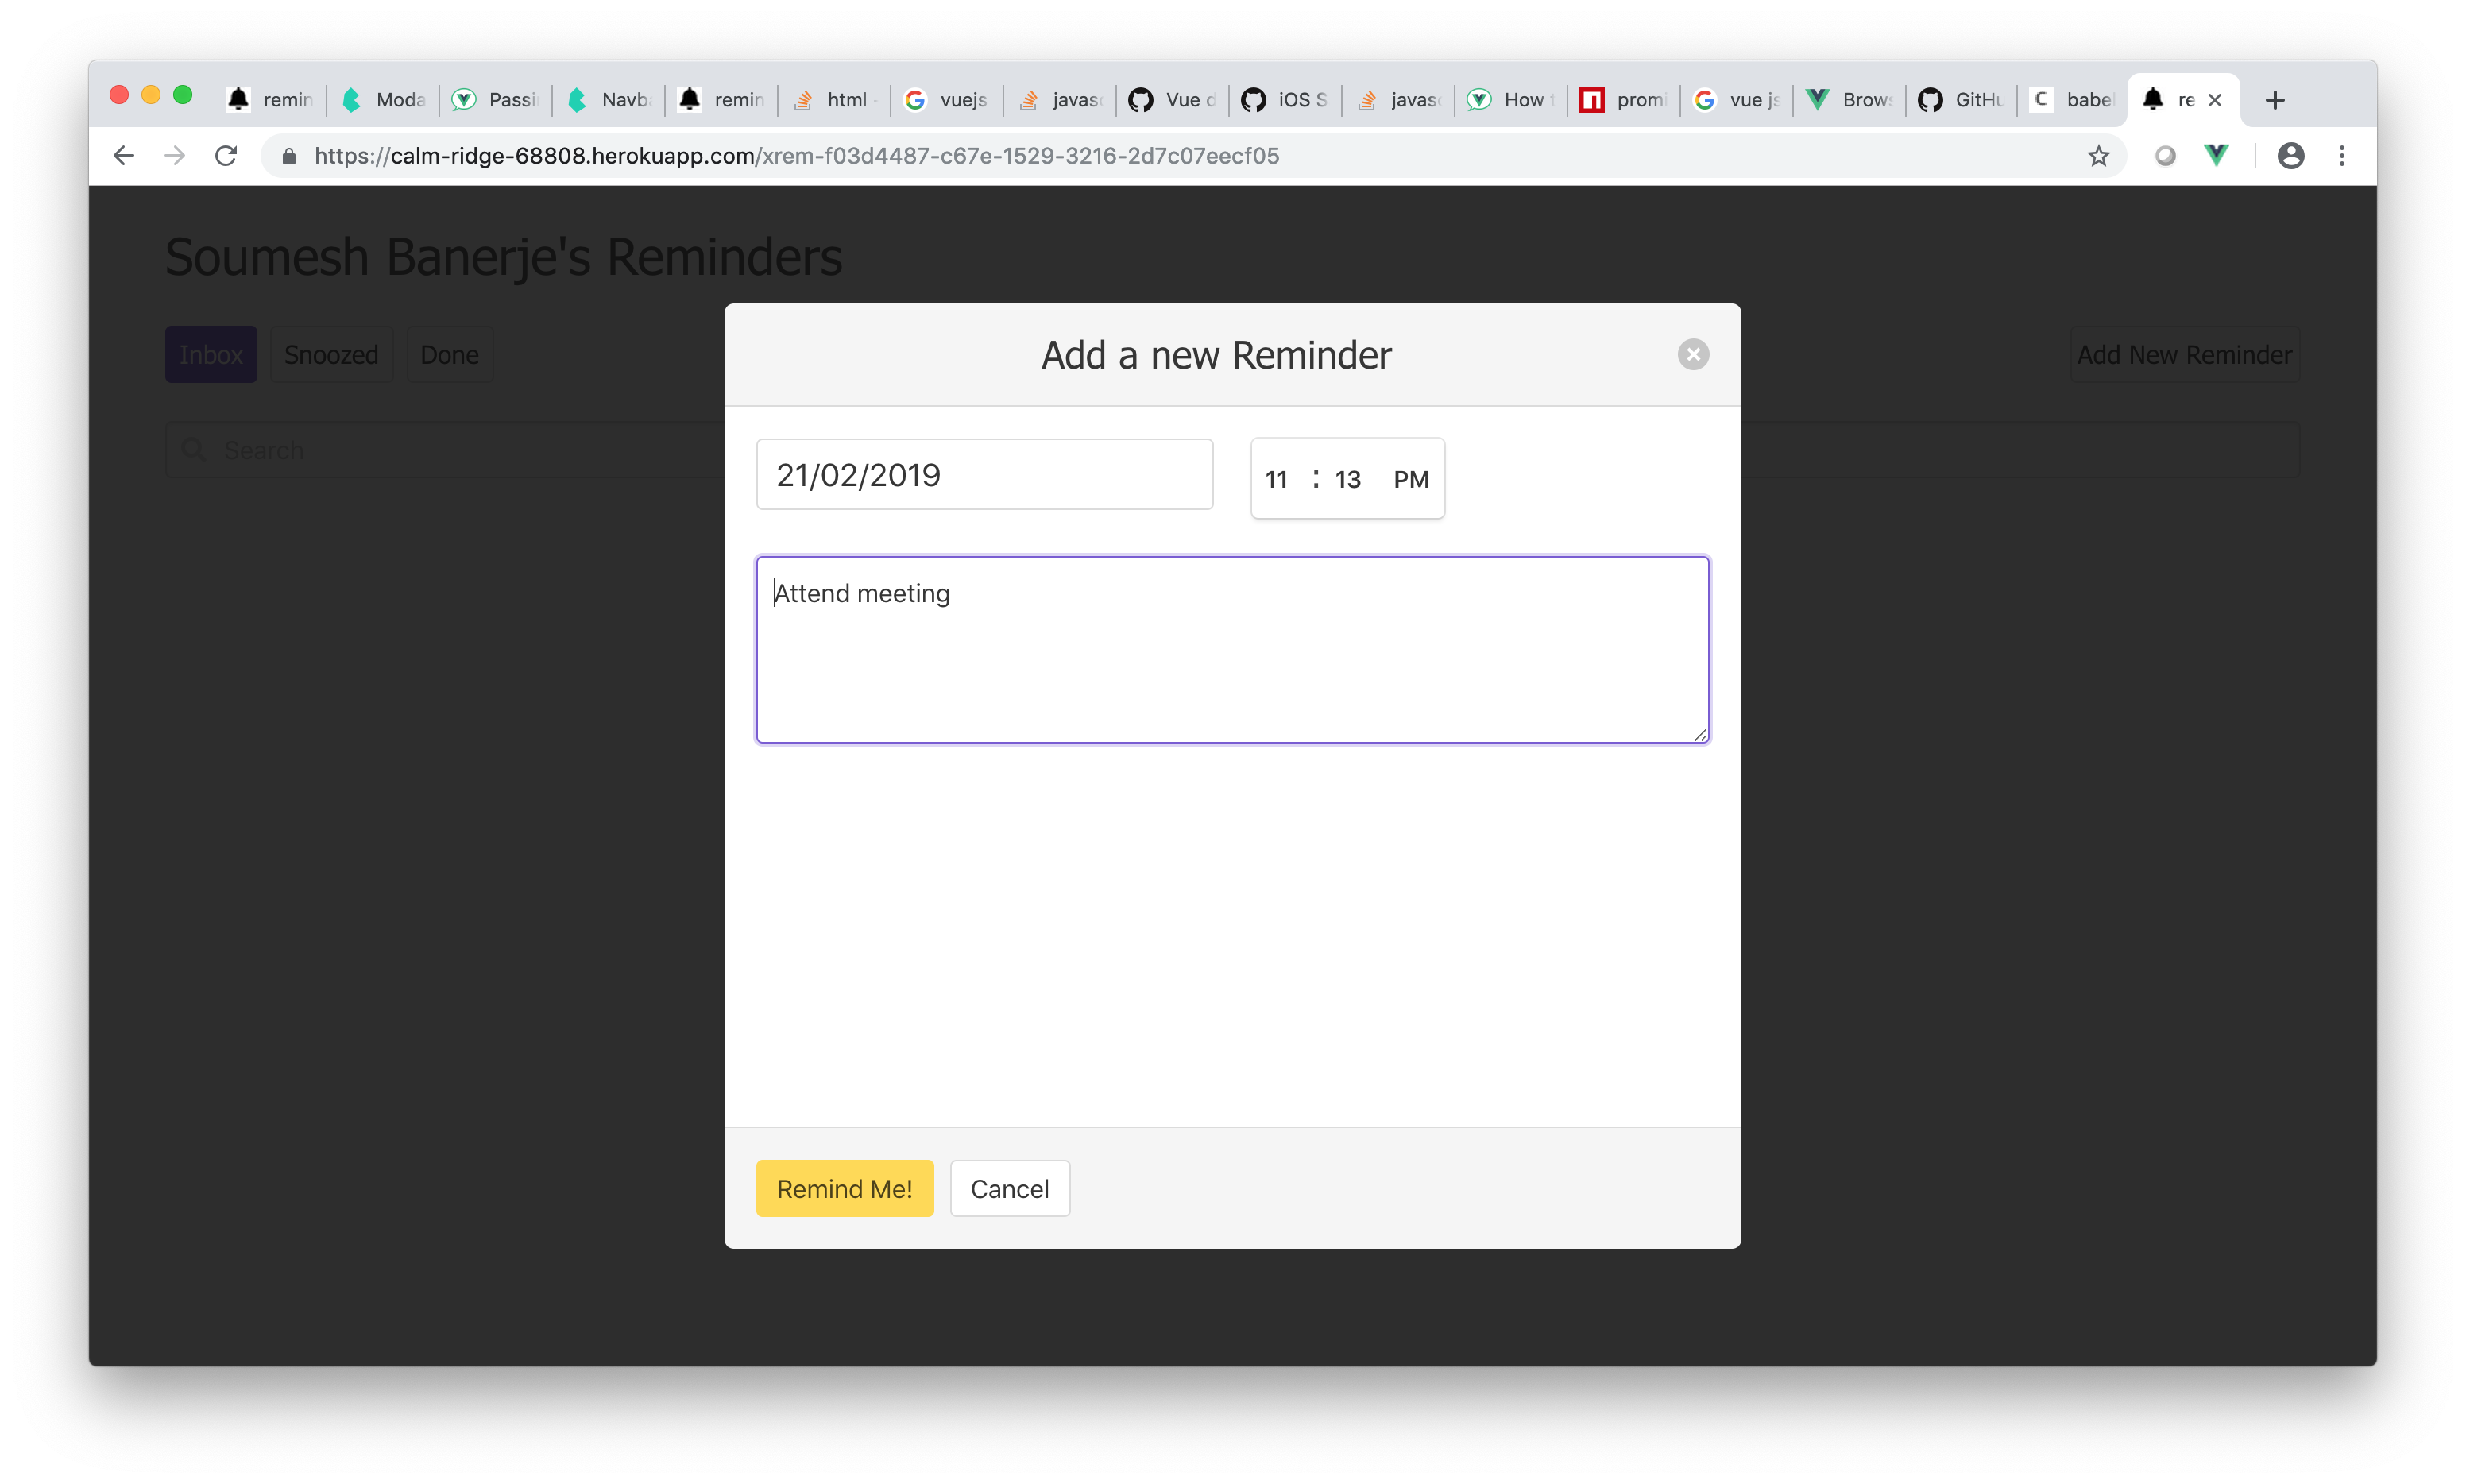 remin Moda Passi Navb remin html - vuejs javasc Vue d iOS S javasc How t promi vue js Brows GitHu C babel re
https://calm-ridge-68808.herokuapp.com/xrem-f03d4487-c67e-1529-3216-2d7c07eecf05
Soumesh Banerje's Reminders
Inbox Snoozed Done Add New Reminder
Search
Add a new Reminder
21/02/2019 11 : 13 PM
Attend meeting
Remind Me! Cancel